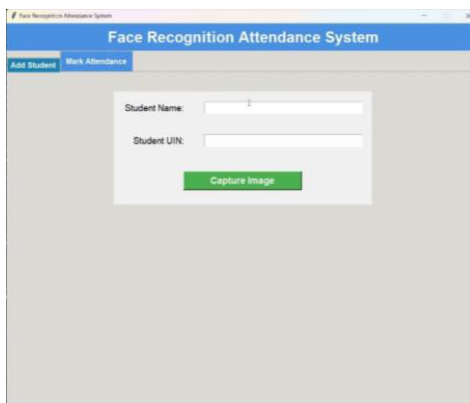 Face Recognition Attendance System
Face Recognition Attendance System
Add Student
Mark Attendance
Student Name:
Student UIN:
Capture Image